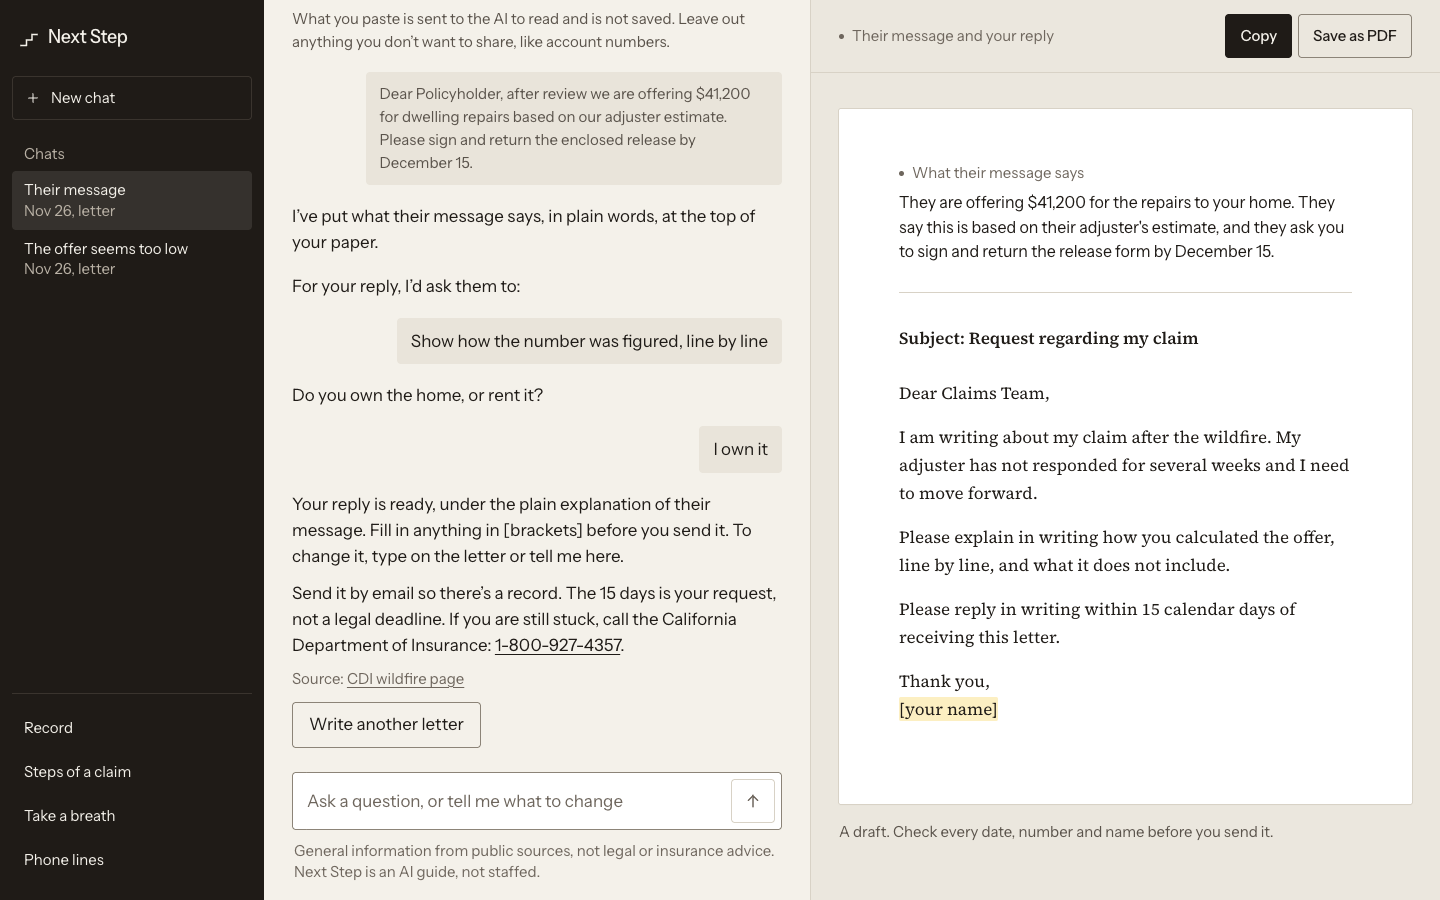 Next Step
New chat
Chats
Their message
Nov 26, letter
The offer seems too low
Nov 26, letter
Record
Steps of a claim
Take a breath
Phone lines
What you paste is sent to the AI to read and is not saved. Leave out
anything you don’t want to share, like account numbers.
Dear Policyholder, after review we are offering $41,200
for dwelling repairs based on our adjuster estimate.
Please sign and return the enclosed release by
December 15.
I’ve put what their message says, in plain words, at the top of
your paper.
For your reply, I’d ask them to:
Show how the number was figured, line by line
Do you own the home, or rent it?
I own it
Your reply is ready, under the plain explanation of their
message. Fill in anything in [brackets] before you send it. To
change it, type on the letter or tell me here.
Send it by email so there’s a record. The 15 days is your request,
not a legal deadline. If you are still stuck, call the California
Department of Insurance: 1-800-927-4357.
Source: CDI wildfire page
Write another letter
Ask a question, or tell me what to change
General information from public sources, not legal or insurance advice.
Next Step is an AI guide, not staffed.
Their message and your reply
Copy
Save as PDF
What their message says
They are offering $41,200 for the repairs to your home. They
say this is based on their adjuster's estimate, and they ask you
to sign and return the release form by December 15.
Subject: Request regarding my claim
Dear Claims Team,
I am writing about my claim after the wildfire. My
adjuster has not responded for several weeks and I need
to move forward.
Please explain in writing how you calculated the offer,
line by line, and what it does not include.
Please reply in writing within 15 calendar days of
receiving this letter.
Thank you,
[your name]
A draft. Check every date, number and name before you send it.